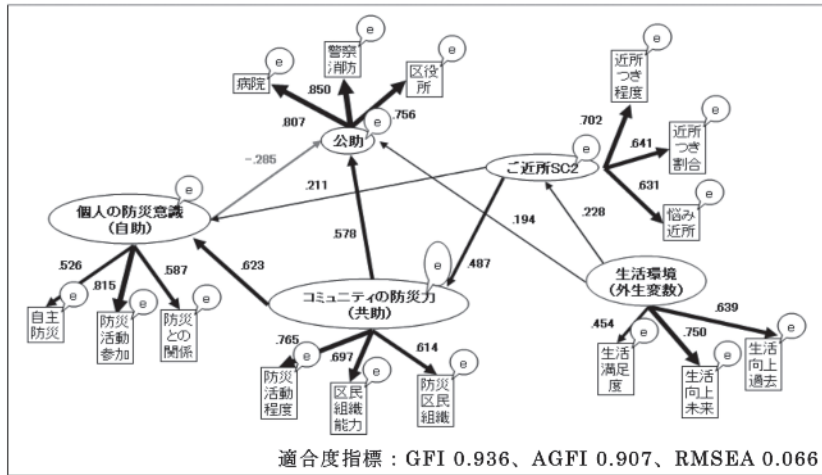 e
e
e
警察
消防
病院
区役
所
.850
.807
.756
e
公助
e
近所
つき
程度
e
近所
つき
割合
e
悩み
近所
.702
.641
.631
e
ご近所SC2
-.285
.211
.578
.194
.228
.487
.623
e
個人の防災意識
(自助)
.526
.815
.587
e
自主
防災
e
防災
活動
参加
e
防災
との
関係
e
コミュニティの防災力
(共助)
.765
.697
.614
e
防災
活動
程度
e
区民
組織
能力
e
防災
区民
組織
生活環境
(外生変数)
.454
.750
.639
e
生活
満足
度
e
生活
向上
未来
e
生活
向上
過去
適合度指標：GFI 0.936、AGFI 0.907、RMSEA 0.066